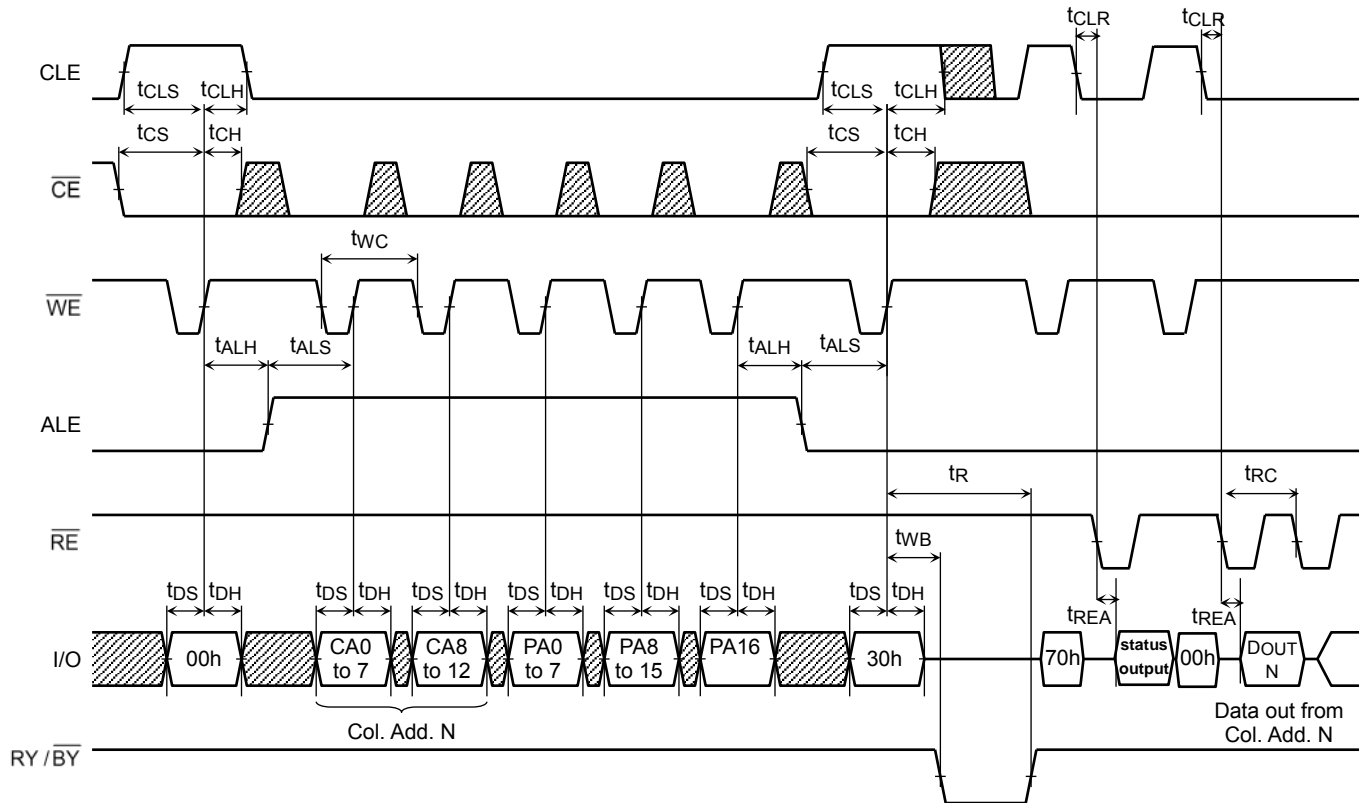 tCLR tCLR
CLE
tCLS tCLH tCLS tCLH
tCS tCH tCS tCH
CE
tWC
WE
tALH tALS tALH tALS
ALE
tR tRC
RE
tWB
tDS tDH tDS tDH tDS tDH tDS tDH tDS tDH tDS tDH tDS tDH
tREA tREA
I/O 00h CA0 to 7 CA8 to 12 PA0 to 7 PA8 to 15 PA16 30h 70h status output 00h DOUT N
Col. Add. N
Data out from
Col. Add. N
RY / BY